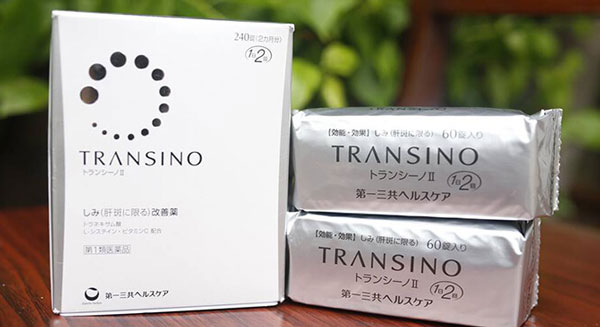 240錠(2カ月分)
1日2回
TRANSINO
トランシーノⅡ
しみ(肝斑に限る)改善薬
トラネキサム酸
L-システイン・ビタミンC 配合
第1類医薬品
第一三共ヘルスケア
【効能・効果】しみ(肝斑に限る) 60錠入り
TRANSINO
トランシーノⅡ
1日2回
第一三共ヘルスケア
【効能・効果】しみ(肝斑に限る) 60錠入り
TRANSINO
トランシーノⅡ
1日2回
第一三共ヘルスケア